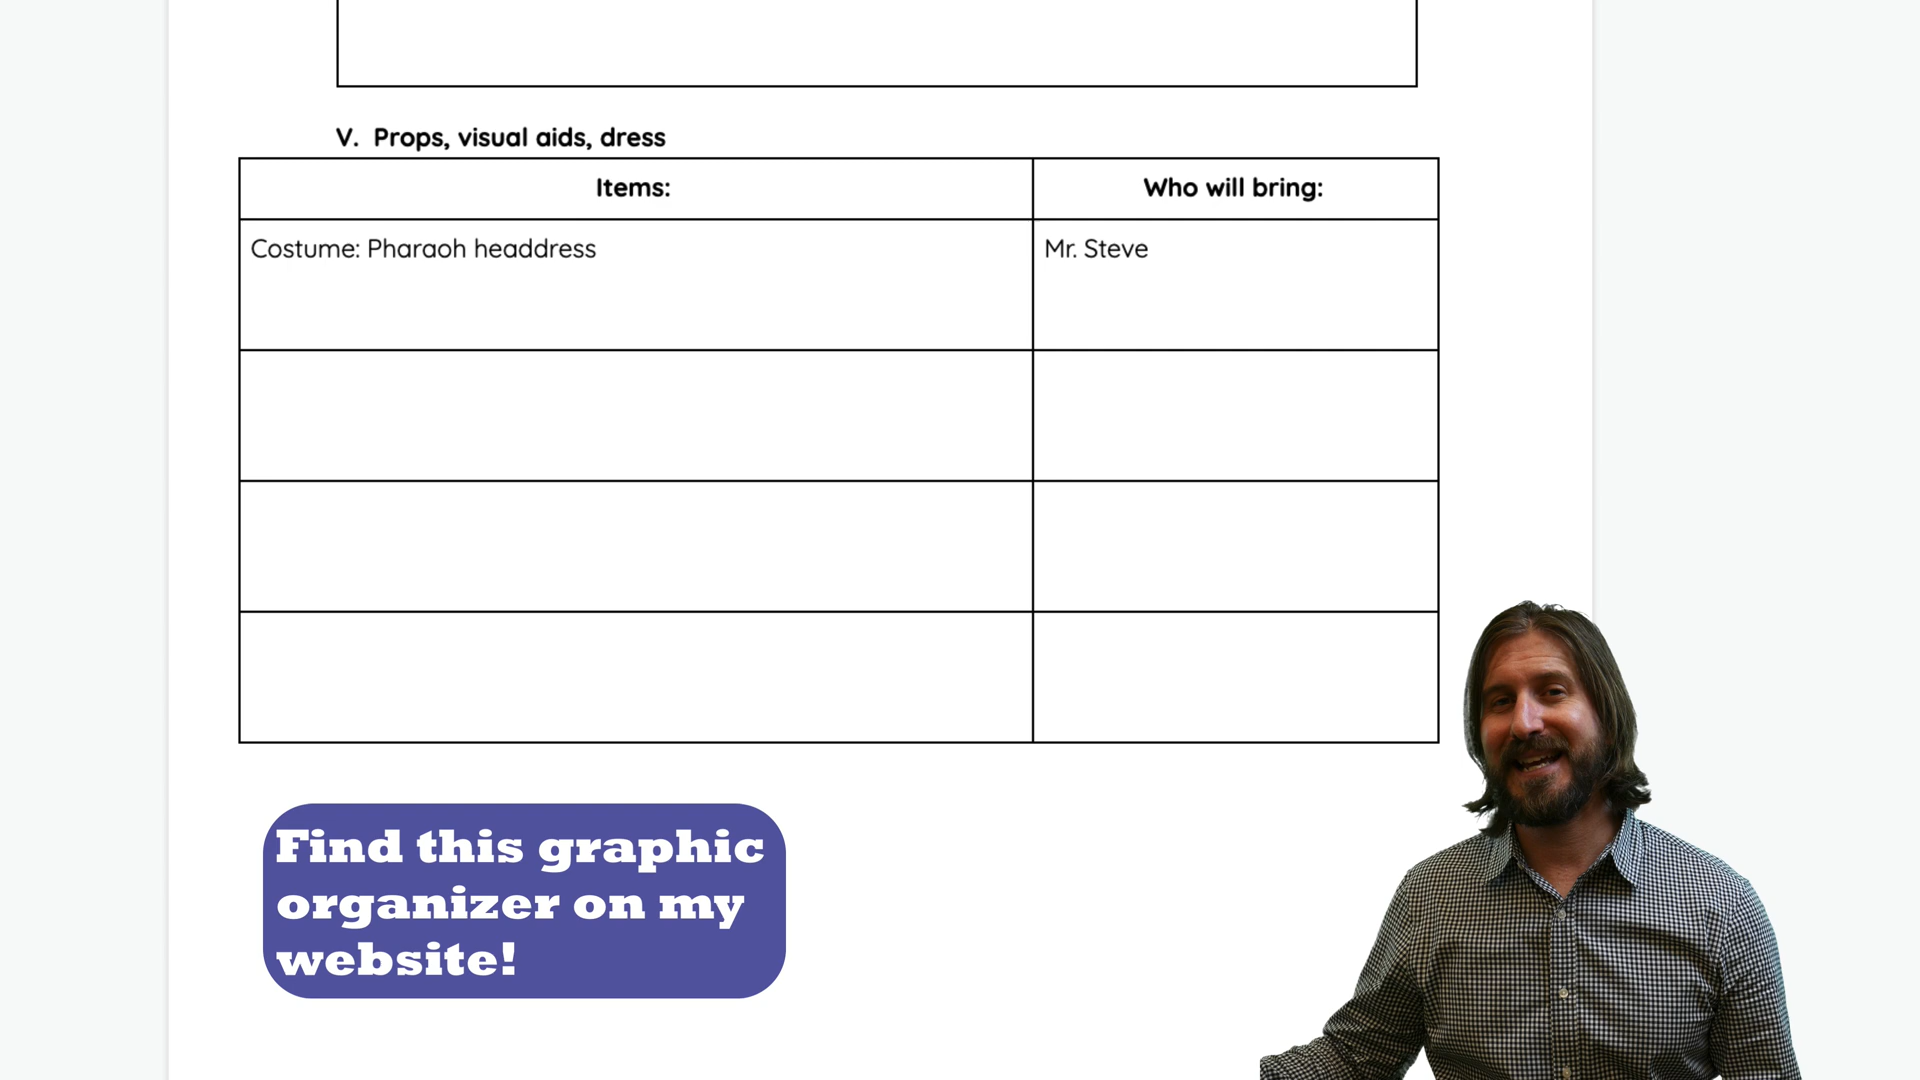 V. Props, visual aids, dress
Items:
Who will bring:
Costume: Pharaoh headdress
Mr. Steve
Find this graphic
organizer on my
website!